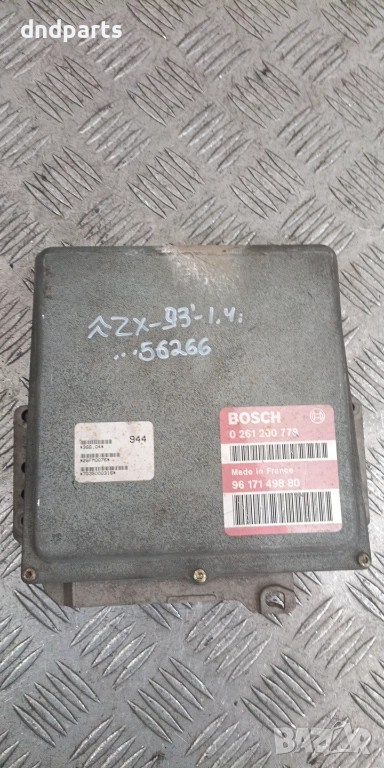 dndparts
ZX-93'-1.4i
...56266
BOSCH
0 261 200 778
Made in France
96 171 498 80
944
BAZAR